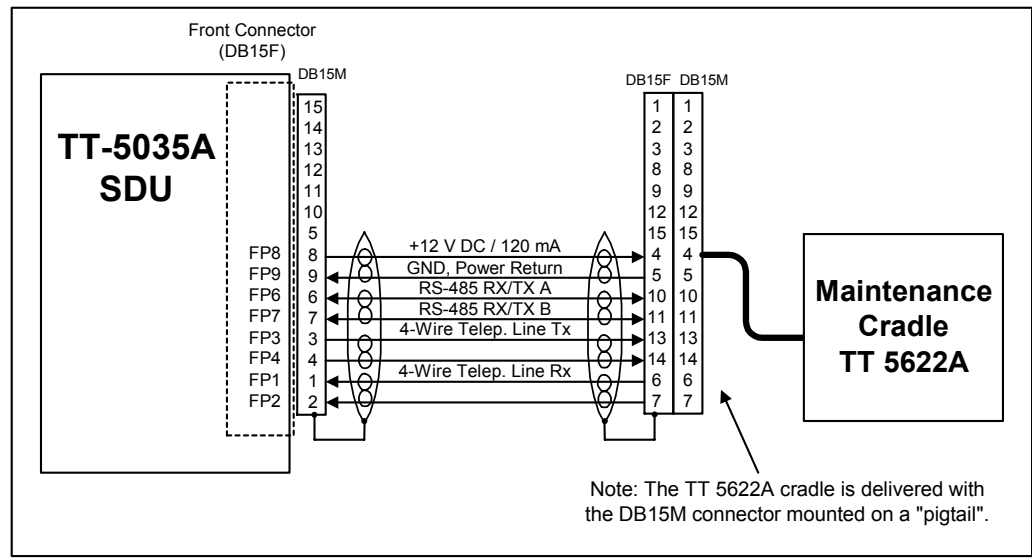 Front Connector
(DB15F)
DB15M
DB15F DB15M
TT-5035A
SDU
15
14
13
12
11
10
5
FP8 8
FP9 9
FP6 6
FP7 7
FP3 3
FP4 4
FP1 1
FP2 2
+12 V DC / 120 mA
GND, Power Return
RS-485 RX/TX A
RS-485 RX/TX B
4-Wire Telep. Line Tx
4-Wire Telep. Line Rx
1 1
2 2
3 3
8 8
9 9
12 12
15 15
4 4
5 5
10 10
11 11
13 13
14 14
6 6
7 7
Maintenance
Cradle
TT 5622A
Note: The TT 5622A cradle is delivered with
the DB15M connector mounted on a "pigtail".